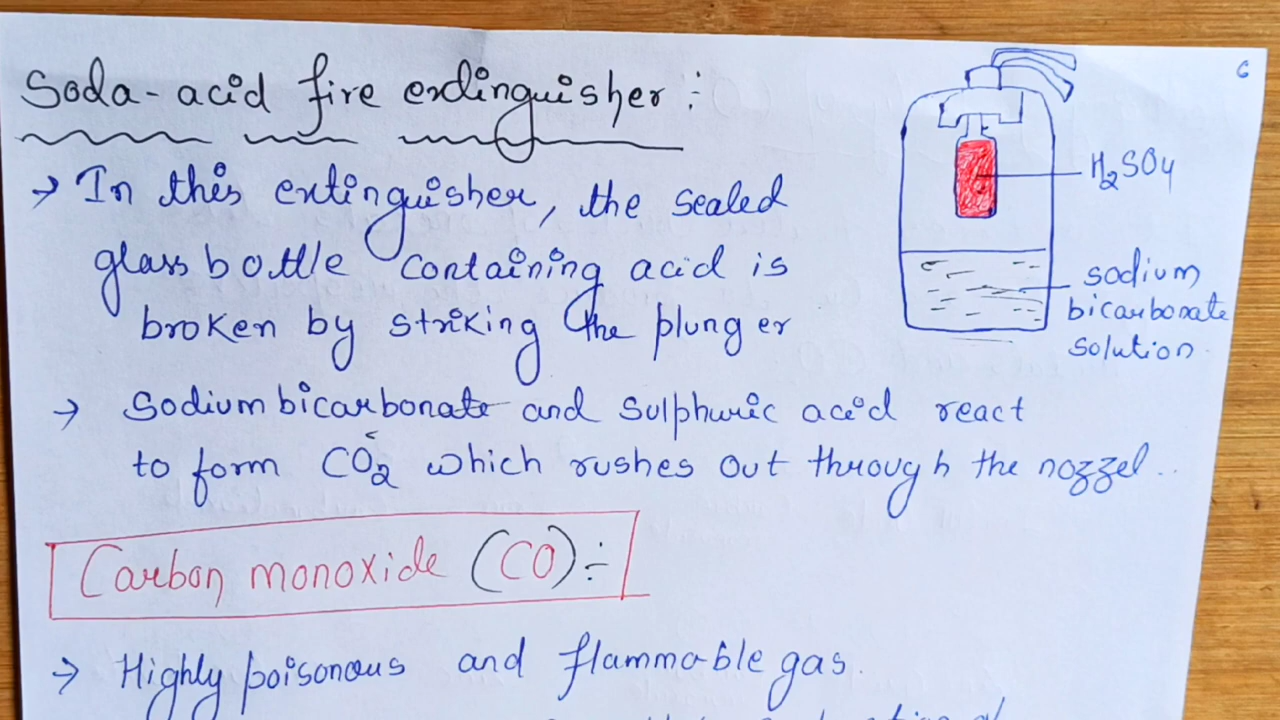 6
Soda-acid fire extinguisher :
→ In this extinguisher, the sealed
glass bottle containing acid is
broken by striking the plunger
H₂SO₄
sodium
bicarbonate
solution
→ Sodium bicarbonate and sulphuric acid react
to form CO₂ which rushes out through the nozzel.
Carbon monoxide (CO) :-
→ Highly poisonous and flammable gas.